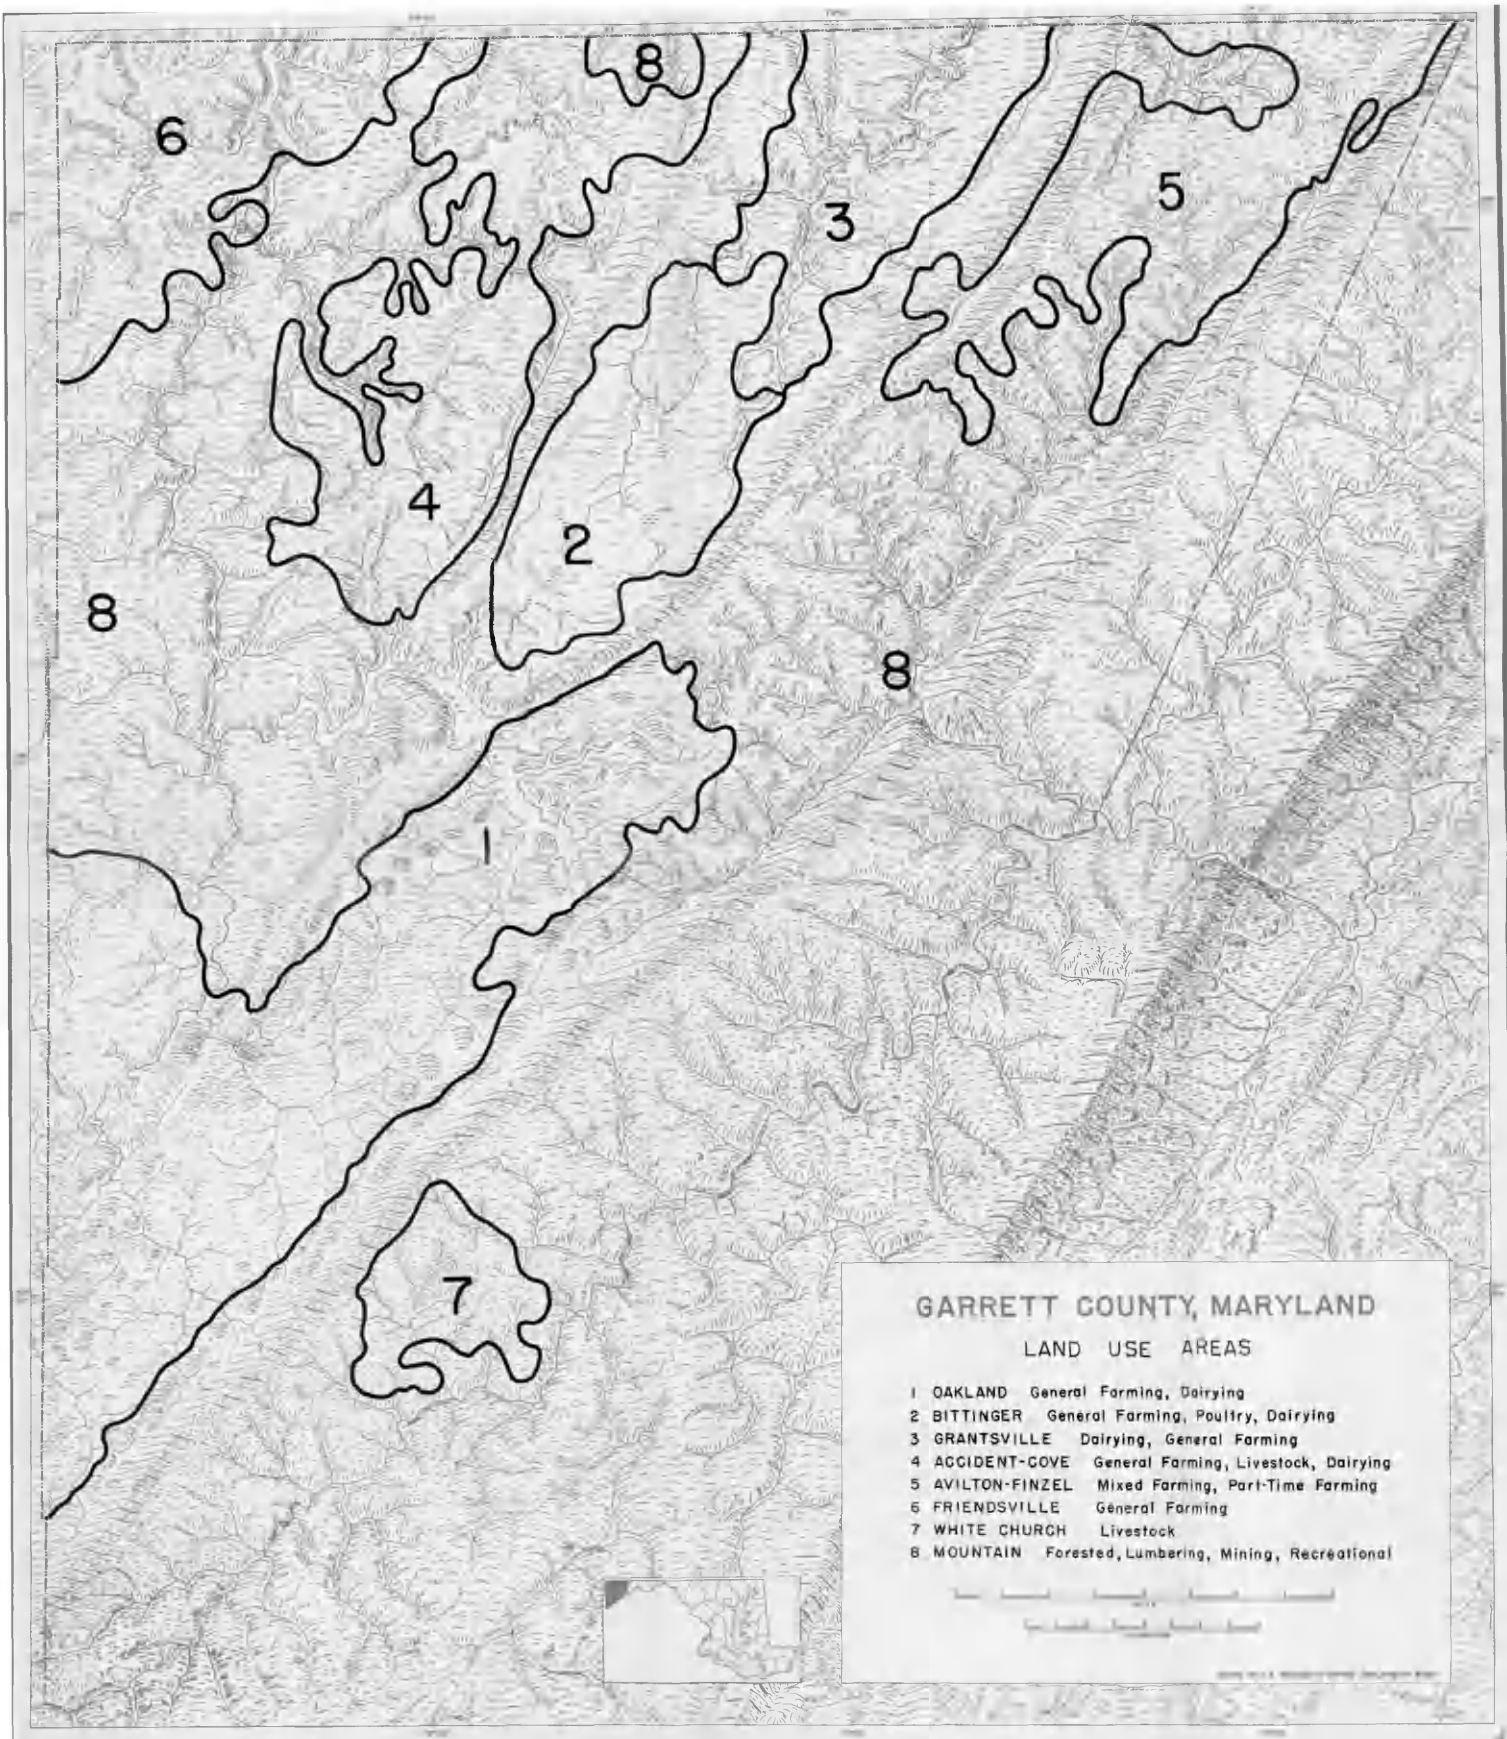 8
6
5
3
4
2
8
8
1
7
GARRETT COUNTY, MARYLAND
LAND USE AREAS
1 OAKLAND General Farming, Dairying
2 BITTINGER General Farming, Poultry, Dairying
3 GRANTSVILLE Dairying, General Farming
4 ACCIDENT-COVE General Farming, Livestock, Dairying
5 AVILTON-FINZEL Mixed Farming, Part-Time Farming
6 FRIENDSVILLE General Farming
7 WHITE CHURCH Livestock
8 MOUNTAIN Forested, Lumbering, Mining, Recreational